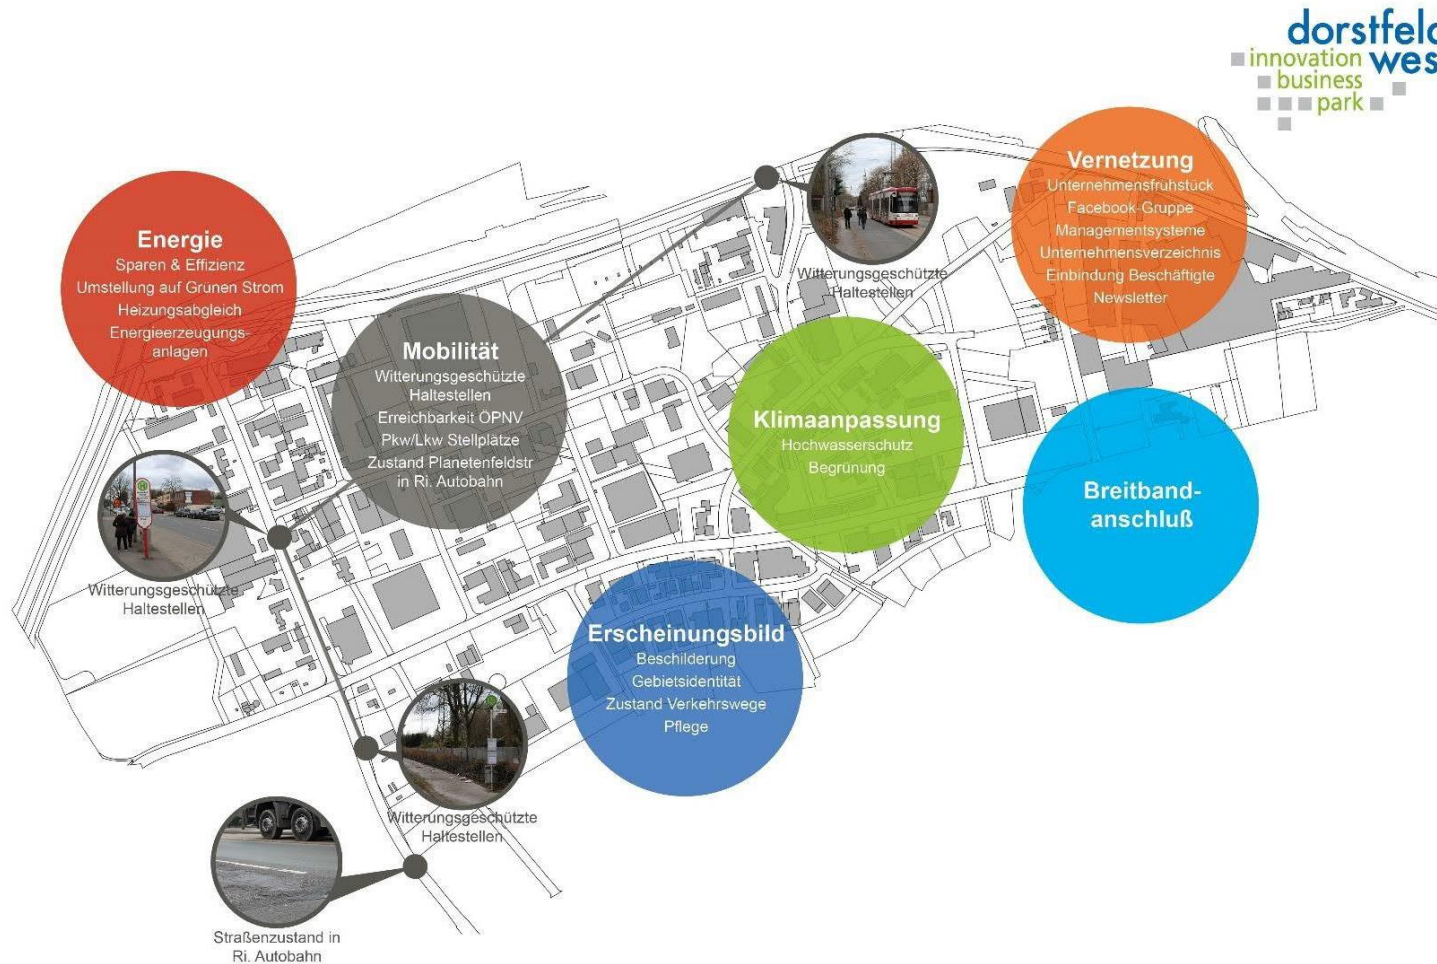 dorstfeld
innovation west
business
park
Energie
Sparen & Effizienz
Umstellung auf Grünen Strom
Heizungsabgleich
Energieerzeugungs-
anlagen
Mobilität
Witterungsgeschützte
Haltestellen
Erreichbarkeit ÖPNV
Pkw/Lkw Stellplätze
Zustand Planetenfeldstr
in Ri. Autobahn
Witterungsgeschützte
Haltestellen
Vernetzung
Unternehmensfrühstück
Facebook-Gruppe
Managementsysteme
Unternehmensverzeichnis
Einbindung Beschäftigte
Newsletter
Klimaanpassung
Hochwasserschutz
Begrünung
Breitband-
anschluß
Witterungsgeschützte
Haltestellen
Erscheinungsbild
Beschilderung
Gebietsidentität
Zustand Verkehrswege
Pflege
Witterungsgeschützte
Haltestellen
Straßenzustand in
Ri. Autobahn